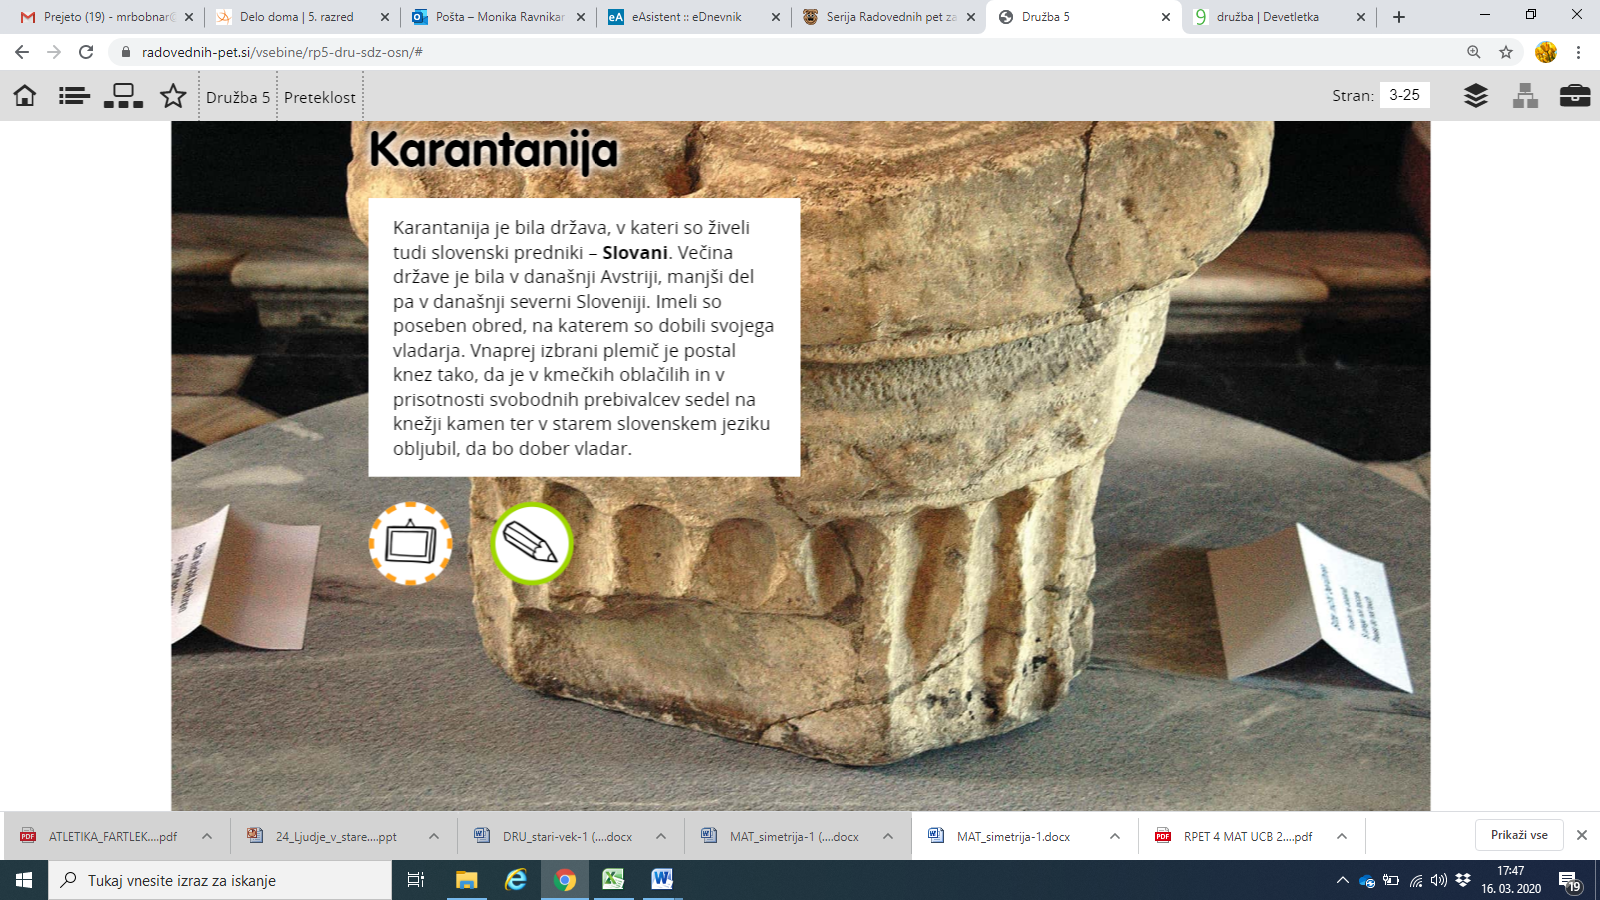 Prejeto (19) - mrbobnar@
Delo doma | 5. razred
Pošta – Monika Ravnikar
eAsistent :: eDnevnik
Serija Radovednih pet za
Družba 5
družba | Devetletka
radovednih-pet.si/vsebine/rp5-dru-sdz-osn/#
Družba 5
Preteklost
Stran:
3-25
Karantanija
Karantanija je bila država, v kateri so živeli
tudi slovenski predniki – Slovani. Večina
države je bila v današnji Avstriji, manjši del
pa v današnji severni Sloveniji. Imeli so
poseben obred, na katerem so dobili svojega
vladarja. Vnaprej izbrani plemič je postal
knez tako, da je v kmečkih oblačilih in v
prisotnosti svobodnih prebivalcev sedel na
knežji kamen ter v starem slovenskem jeziku
obljubil, da bo dober vladar.
ATLETIKA_FARTLEK....pdf
24_Ljudje_v_stare....ppt
DRU_stari-vek-1 (....docx
MAT_simetrija-1 (....docx
MAT_simetrija-1.docx
RPET 4 MAT UCB 2....pdf
Prikaži vse
Tukaj vnesite izraz za iskanje
17:47
16. 03. 2020
19